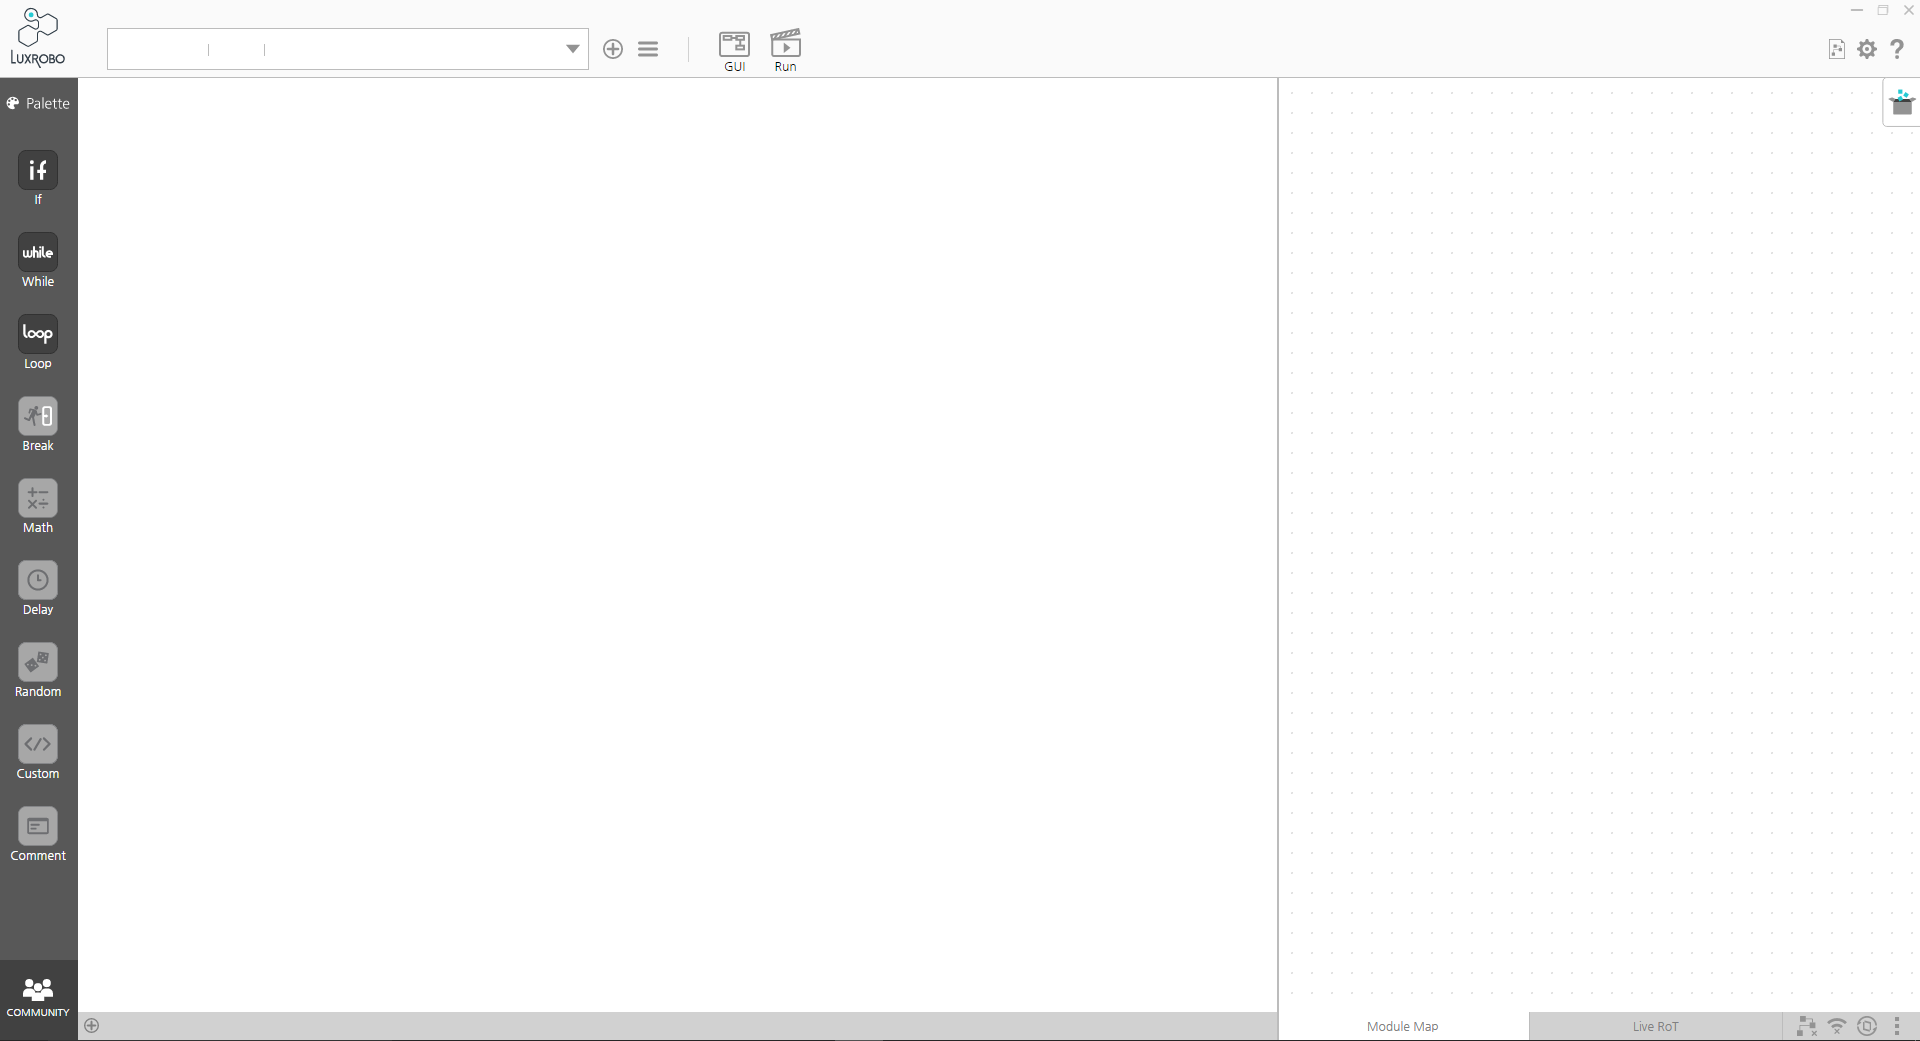 LUXROBO
GUI
Run
Palette
if
If
while
While
loop
Loop
Break
Math
Delay
Random
Custom
Comment
COMMUNITY
Module Map
Live RoT